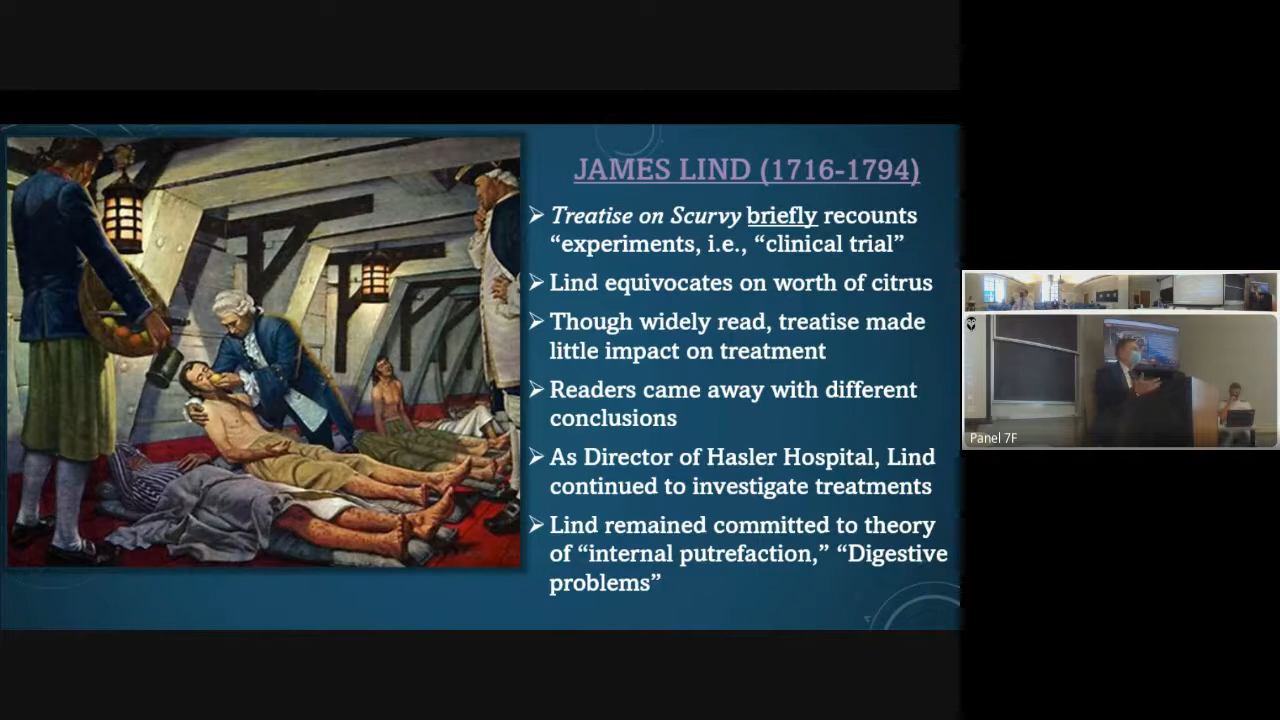 JAMES LIND (1716-1794)
➢ Treatise on Scurvy briefly recounts
“experiments, i.e., “clinical trial”
➢ Lind equivocates on worth of citrus
➢ Though widely read, treatise made
little impact on treatment
➢ Readers came away with different
conclusions
➢ As Director of Hasler Hospital, Lind
continued to investigate treatments
➢ Lind remained committed to theory
of “internal putrefaction,” “Digestive
problems”
Panel 7F